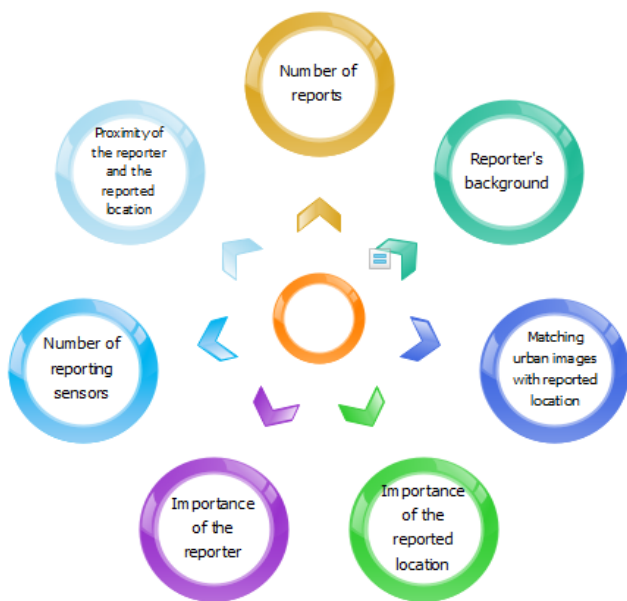 Number of
reports
Reporter's
background
Matching
urban images
with reported
location
Importance
of the
reported
location
Importance
of the
reporter
Number of
reporting
sensors
Proximity of
the reporter
and the
reported
location